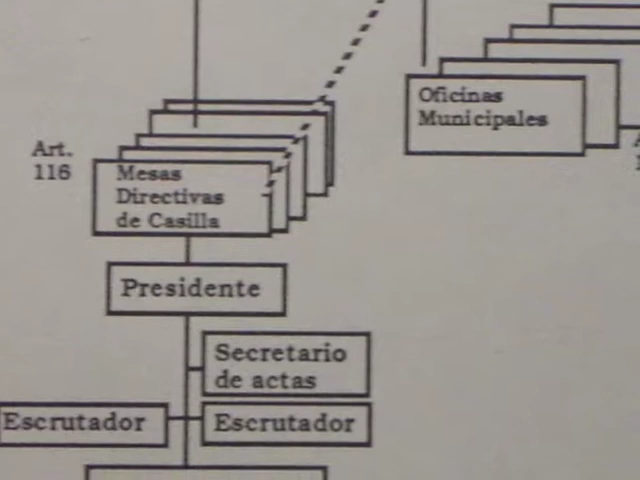 Oficinas
Municipales
Art.
116
Mesas
Directivas
de Casilla
Presidente
Secretario
de actas
Escrutador
Escrutador